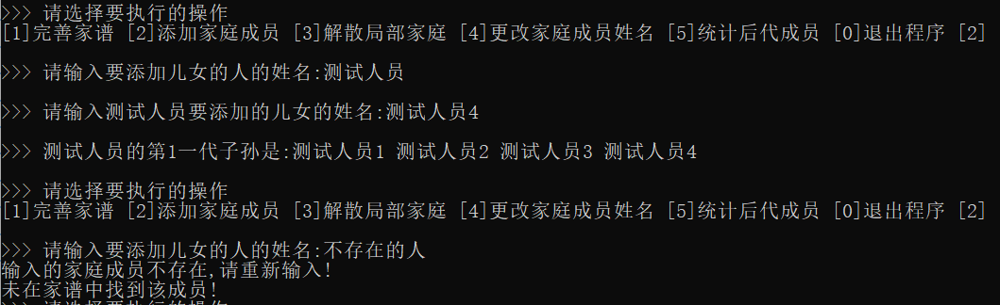 >>> 请选择要执行的操作
[1]完善家谱 [2]添加家庭成员 [3]解散局部家庭 [4]更改家庭成员姓名 [5]统计后代成员 [0]退出程序 [2]
>>> 请输入要添加儿女的人的姓名:测试人员
>>> 请输入测试人员要添加的儿女的姓名:测试人员4
>>> 测试人员的第1一代子孙是:测试人员1 测试人员2 测试人员3 测试人员4
>>> 请选择要执行的操作
[1]完善家谱 [2]添加家庭成员 [3]解散局部家庭 [4]更改家庭成员姓名 [5]统计后代成员 [0]退出程序 [2]
>>> 请输入要添加儿女的人的姓名:不存在的人
输入的家庭成员不存在,请重新输入!
未在家谱中找到该成员!
>>> 请选择要执行的操作